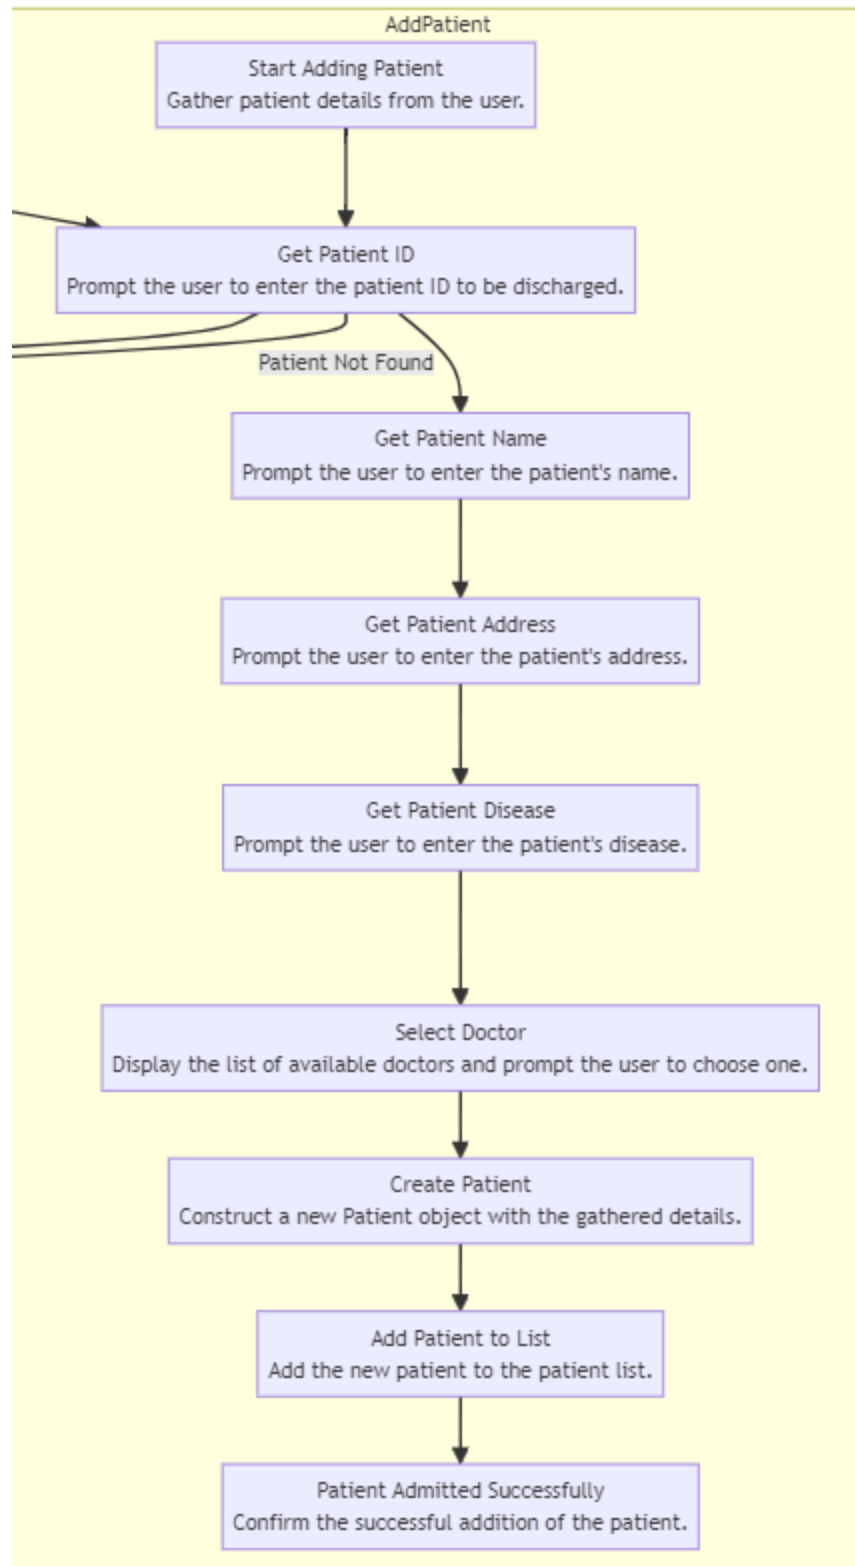 AddPatient
Start Adding Patient
Gather patient details from the user.
Get Patient ID
Prompt the user to enter the patient ID to be discharged.
Patient Not Found
Get Patient Name
Prompt the user to enter the patient's name.
Get Patient Address
Prompt the user to enter the patient's address.
Get Patient Disease
Prompt the user to enter the patient's disease.
Select Doctor
Display the list of available doctors and prompt the user to choose one.
Create Patient
Construct a new Patient object with the gathered details.
Add Patient to List
Add the new patient to the patient list.
Patient Admitted Successfully
Confirm the successful addition of the patient.